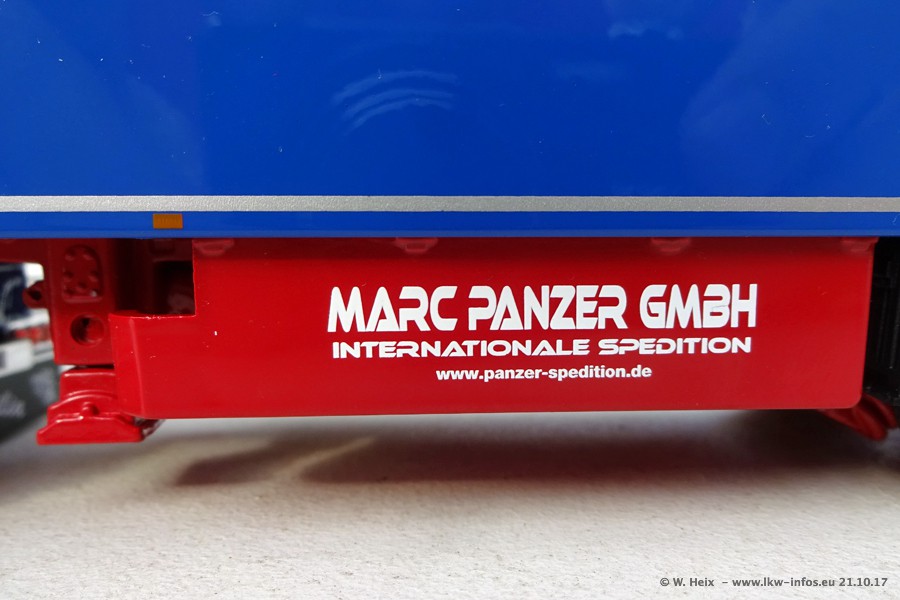 MARC PANZER GMBH
INTERNATIONALE SPEDITION
www.panzer-spedition.de
© W. Heix - www.lkw-infos.eu 21.10.17